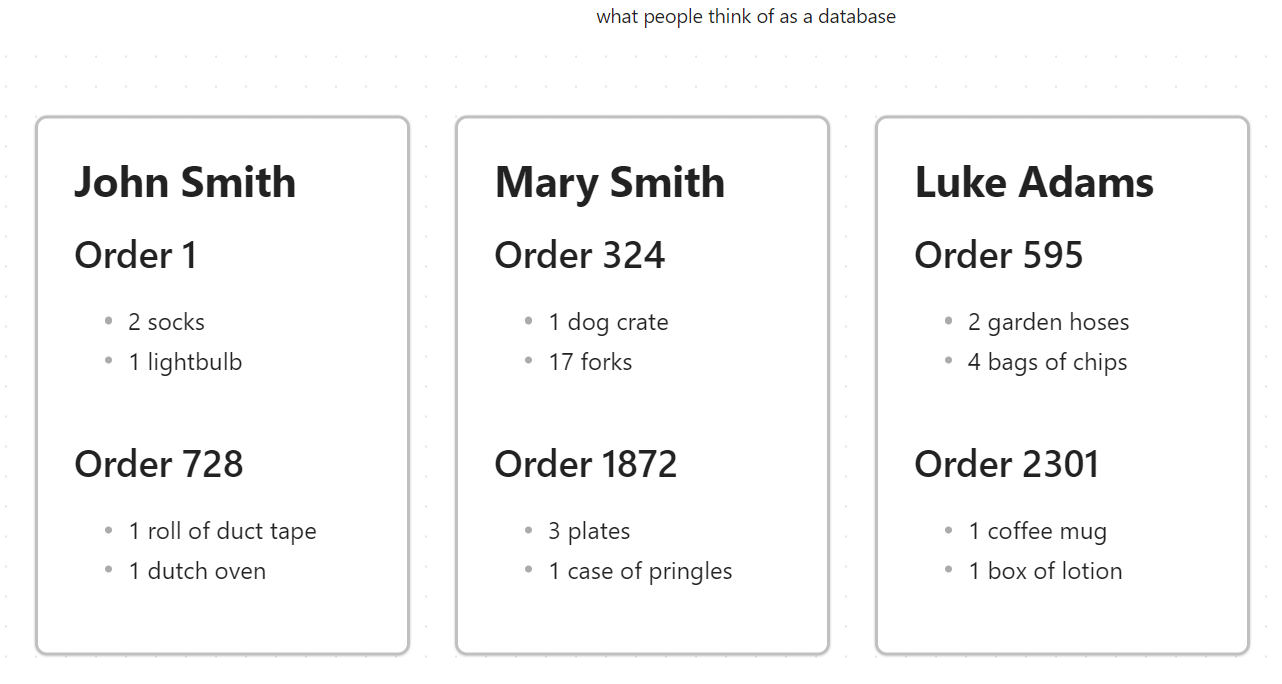 what people think of as a database
John Smith
Order 1
2 socks
1 lightbulb
Order 728
1 roll of duct tape
1 dutch oven
Mary Smith
Order 324
1 dog crate
17 forks
Order 1872
3 plates
1 case of pringles
Luke Adams
Order 595
2 garden hoses
4 bags of chips
Order 2301
1 coffee mug
1 box of lotion